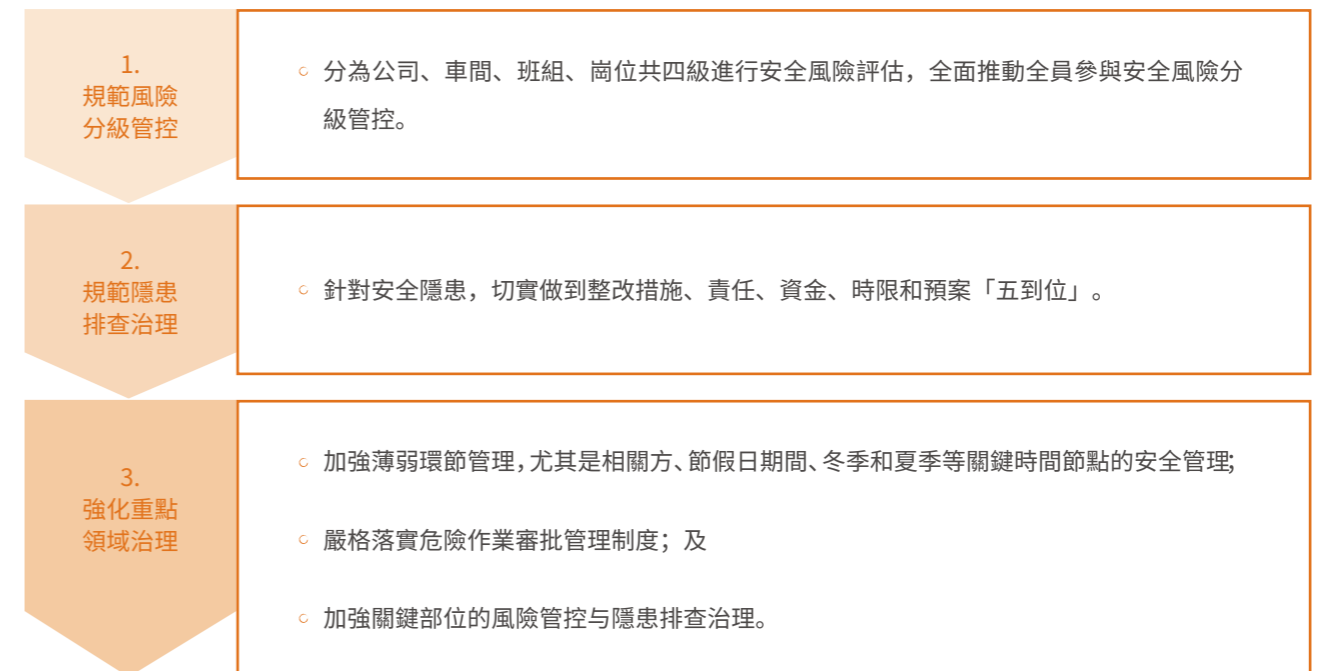 1.
規範風險
分級管控
分為公司、車間、班組、崗位共四級進行安全風險評估，全面推動全員參與安全風險分
級管控。
2.
規範隱患
排查治理
針對安全隱患，切實做到整改措施、責任、資金、時限和預案「五到位」。
3.
強化重點
領域治理
加強薄弱環節管理，尤其是相關方、節假日期間、冬季和夏季等關鍵時間節點的安全管理；
嚴格落實危險作業審批管理制度；及
加強關鍵部位的風險管控与隱患排查治理。